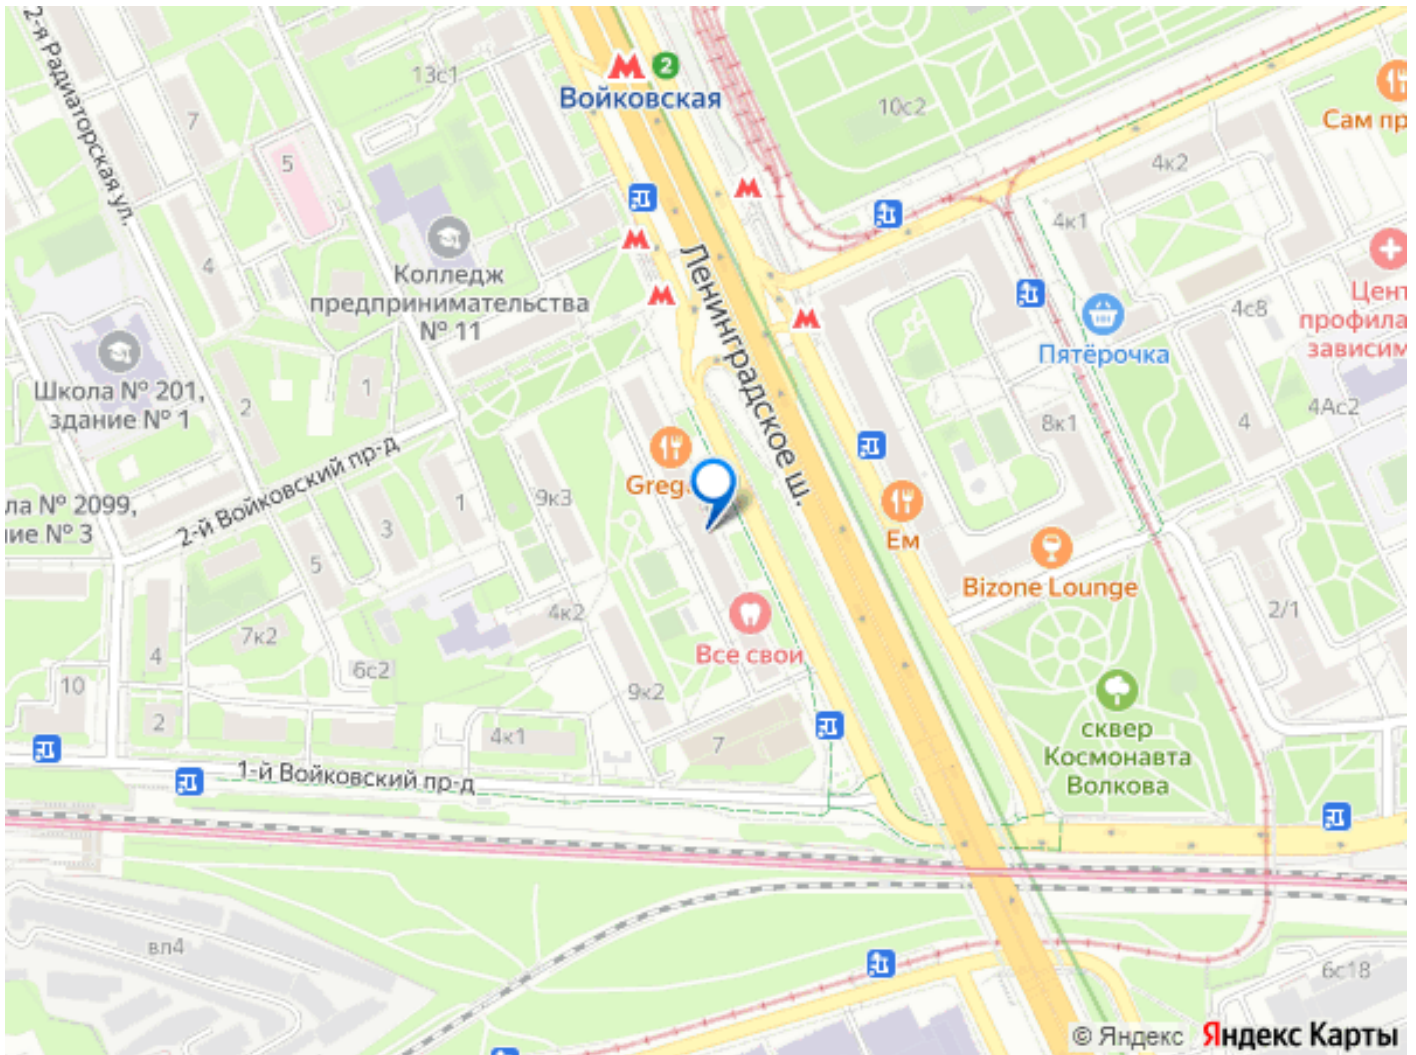 2-я Радиаторская ул.
7
13с1
2
Войковская
10с2
Сам пр
5
4к2
4к1
4
Колледж
предпринимательства
№ 11
Ленинградское ш.
Цент
профила
зависим
4с8
Пятёрочка
Школа № 201,
здание № 1
2
1
4Ас2
4
8к1
2-й Войковский пр-д
Greg
ла № 2099,
ие № 3
1
9к3
3
Ем
5
Bizone Lounge
7к2
4к2
2/1
4
Все свои
6с2
10
9к2
2
4к1
7
сквер
Космонавта
Волкова
1-й Войковский пр-д
вл4
6с18
© Яндекс Яндекс Карты